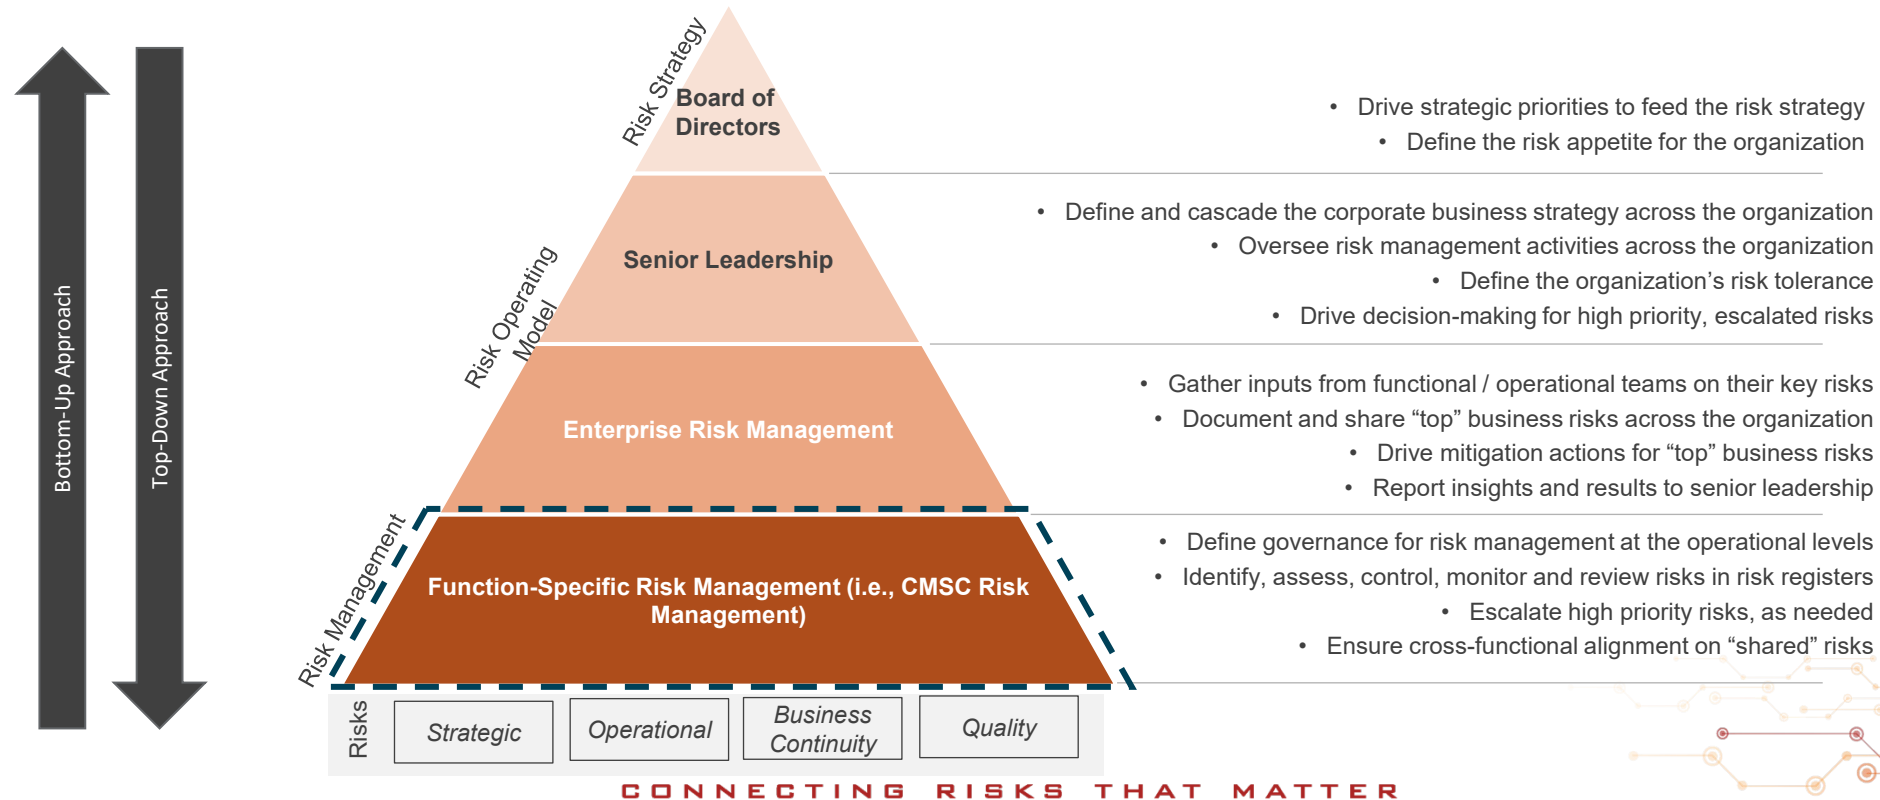 Bottom-Up Approach
Top-Down Approach
Risk Strategy
Board of
Directors
• Drive strategic priorities to feed the risk strategy
• Define the risk appetite for the organization
Risk Operating
Model
Senior Leadership
• Define and cascade the corporate business strategy across the organization
• Oversee risk management activities across the organization
• Define the organization’s risk tolerance
• Drive decision-making for high priority, escalated risks
Enterprise Risk Management
• Gather inputs from functional / operational teams on their key risks
• Document and share “top” business risks across the organization
• Drive mitigation actions for “top” business risks
• Report insights and results to senior leadership
Risk Management
Function-Specific Risk Management (i.e., CMSC Risk
Management)
• Define governance for risk management at the operational levels
• Identify, assess, control, monitor and review risks in risk registers
• Escalate high priority risks, as needed
• Ensure cross-functional alignment on “shared” risks
Risks
Strategic
Operational
Business
Continuity
Quality
CONNECTING RISKS THAT MATTER